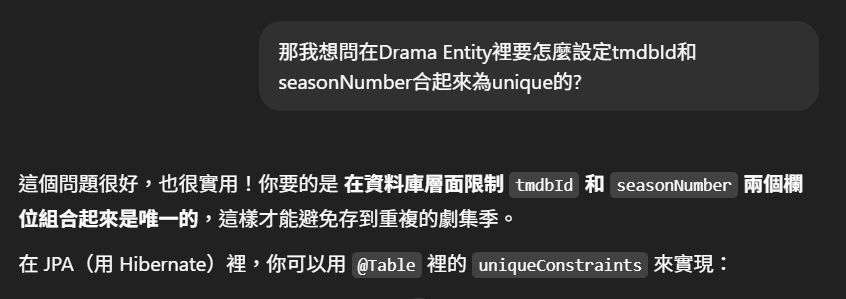 那我想問在Drama Entity裡要怎麼設定tmdbId和
seasonNumber合起來為unique的?
這個問題很好，也很實用！你要的是 在資料庫層面限制 tmdbId 和 seasonNumber 兩個欄
位組合起來是唯一的，這樣才能避免存到重複的劇集季。
在 JPA（用 Hibernate）裡，你可以用 @Table 裡的 uniqueConstraints 來實現：